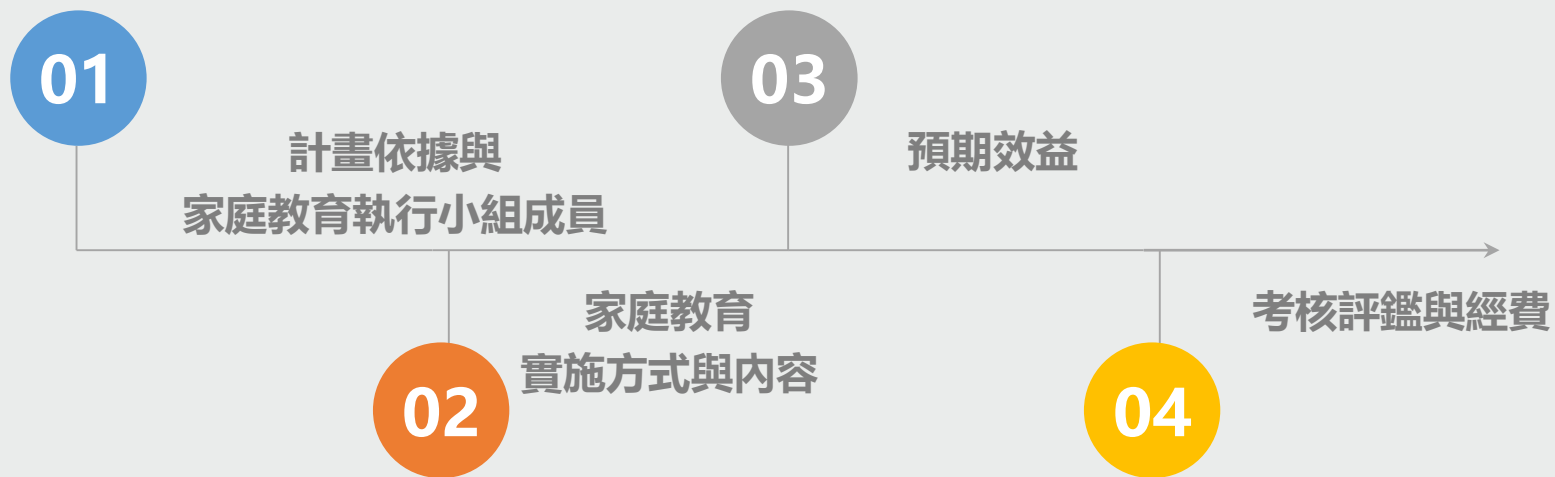 01
計畫依據與
家庭教育執行小組成員
02
家庭教育
實施方式與內容
03
預期效益
04
考核評鑑與經費